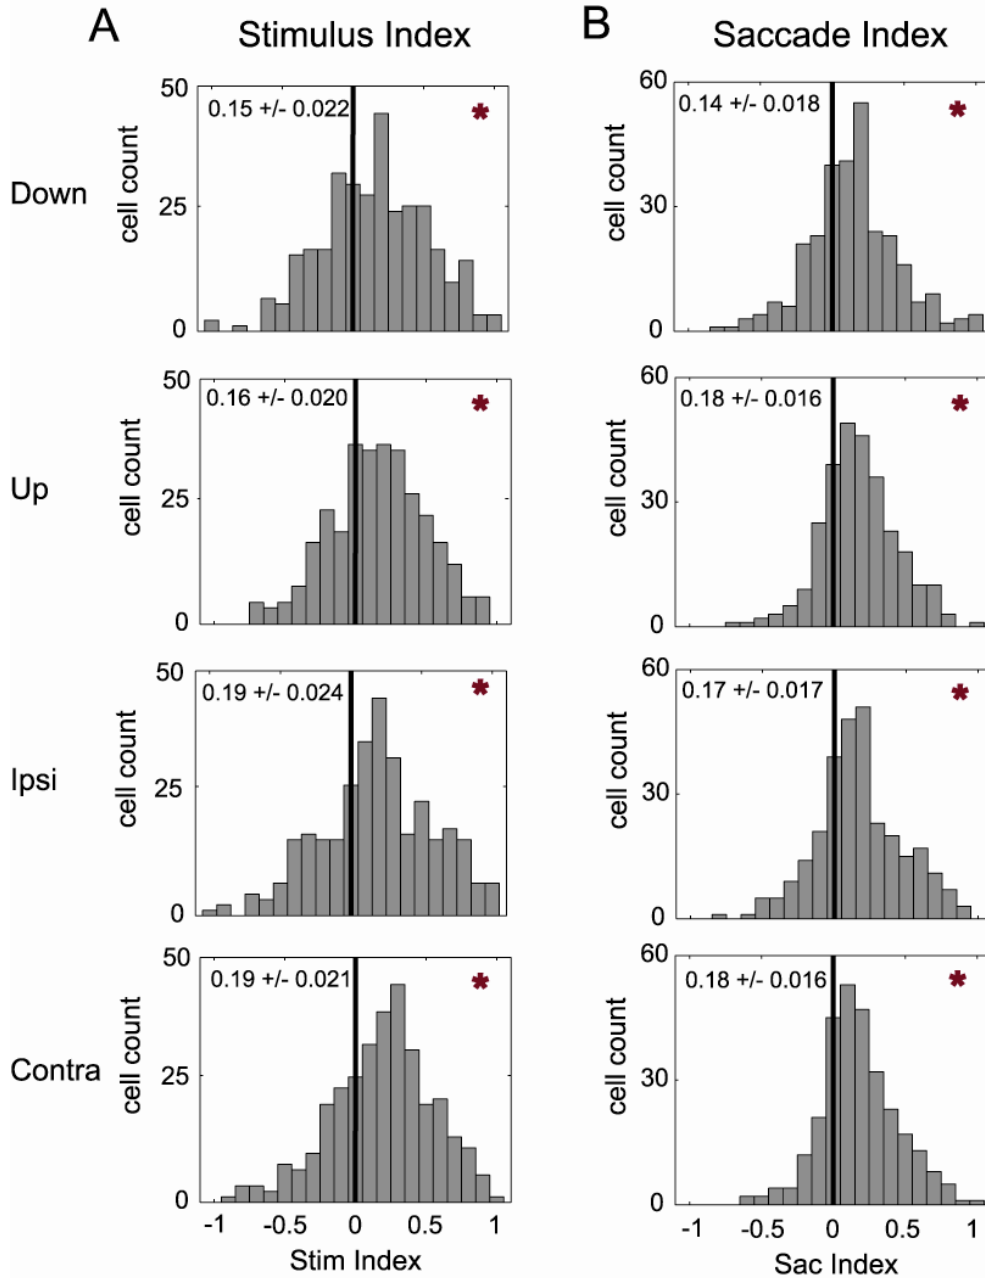 A Stimulus Index
B Saccade Index
Down
50
25
0
cell count
0.15 +/- 0.022
*
60
30
0
cell count
0.14 +/- 0.018
*
Up
50
25
0
cell count
0.16 +/- 0.020
*
60
30
0
cell count
0.18 +/- 0.016
*
Ipsi
50
25
0
cell count
0.19 +/- 0.024
*
60
30
0
cell count
0.17 +/- 0.017
*
Contra
50
25
0
cell count
0.19 +/- 0.021
*
-1 -0.5 0 0.5 1
Stim Index
60
30
0
cell count
0.18 +/- 0.016
*
-1 -0.5 0 0.5 1
Sac Index